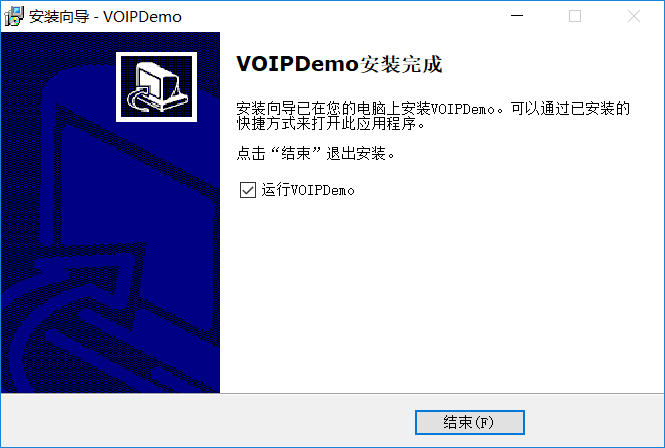 安装向导 - VOIPDemo
VOIPDemo安装完成
安装向导已在您的电脑上安装VOIPDemo。可以通过已安装的
快捷方式来打开此应用程序。
点击“结束”退出安装。
运行VOIPDemo
结束(F)